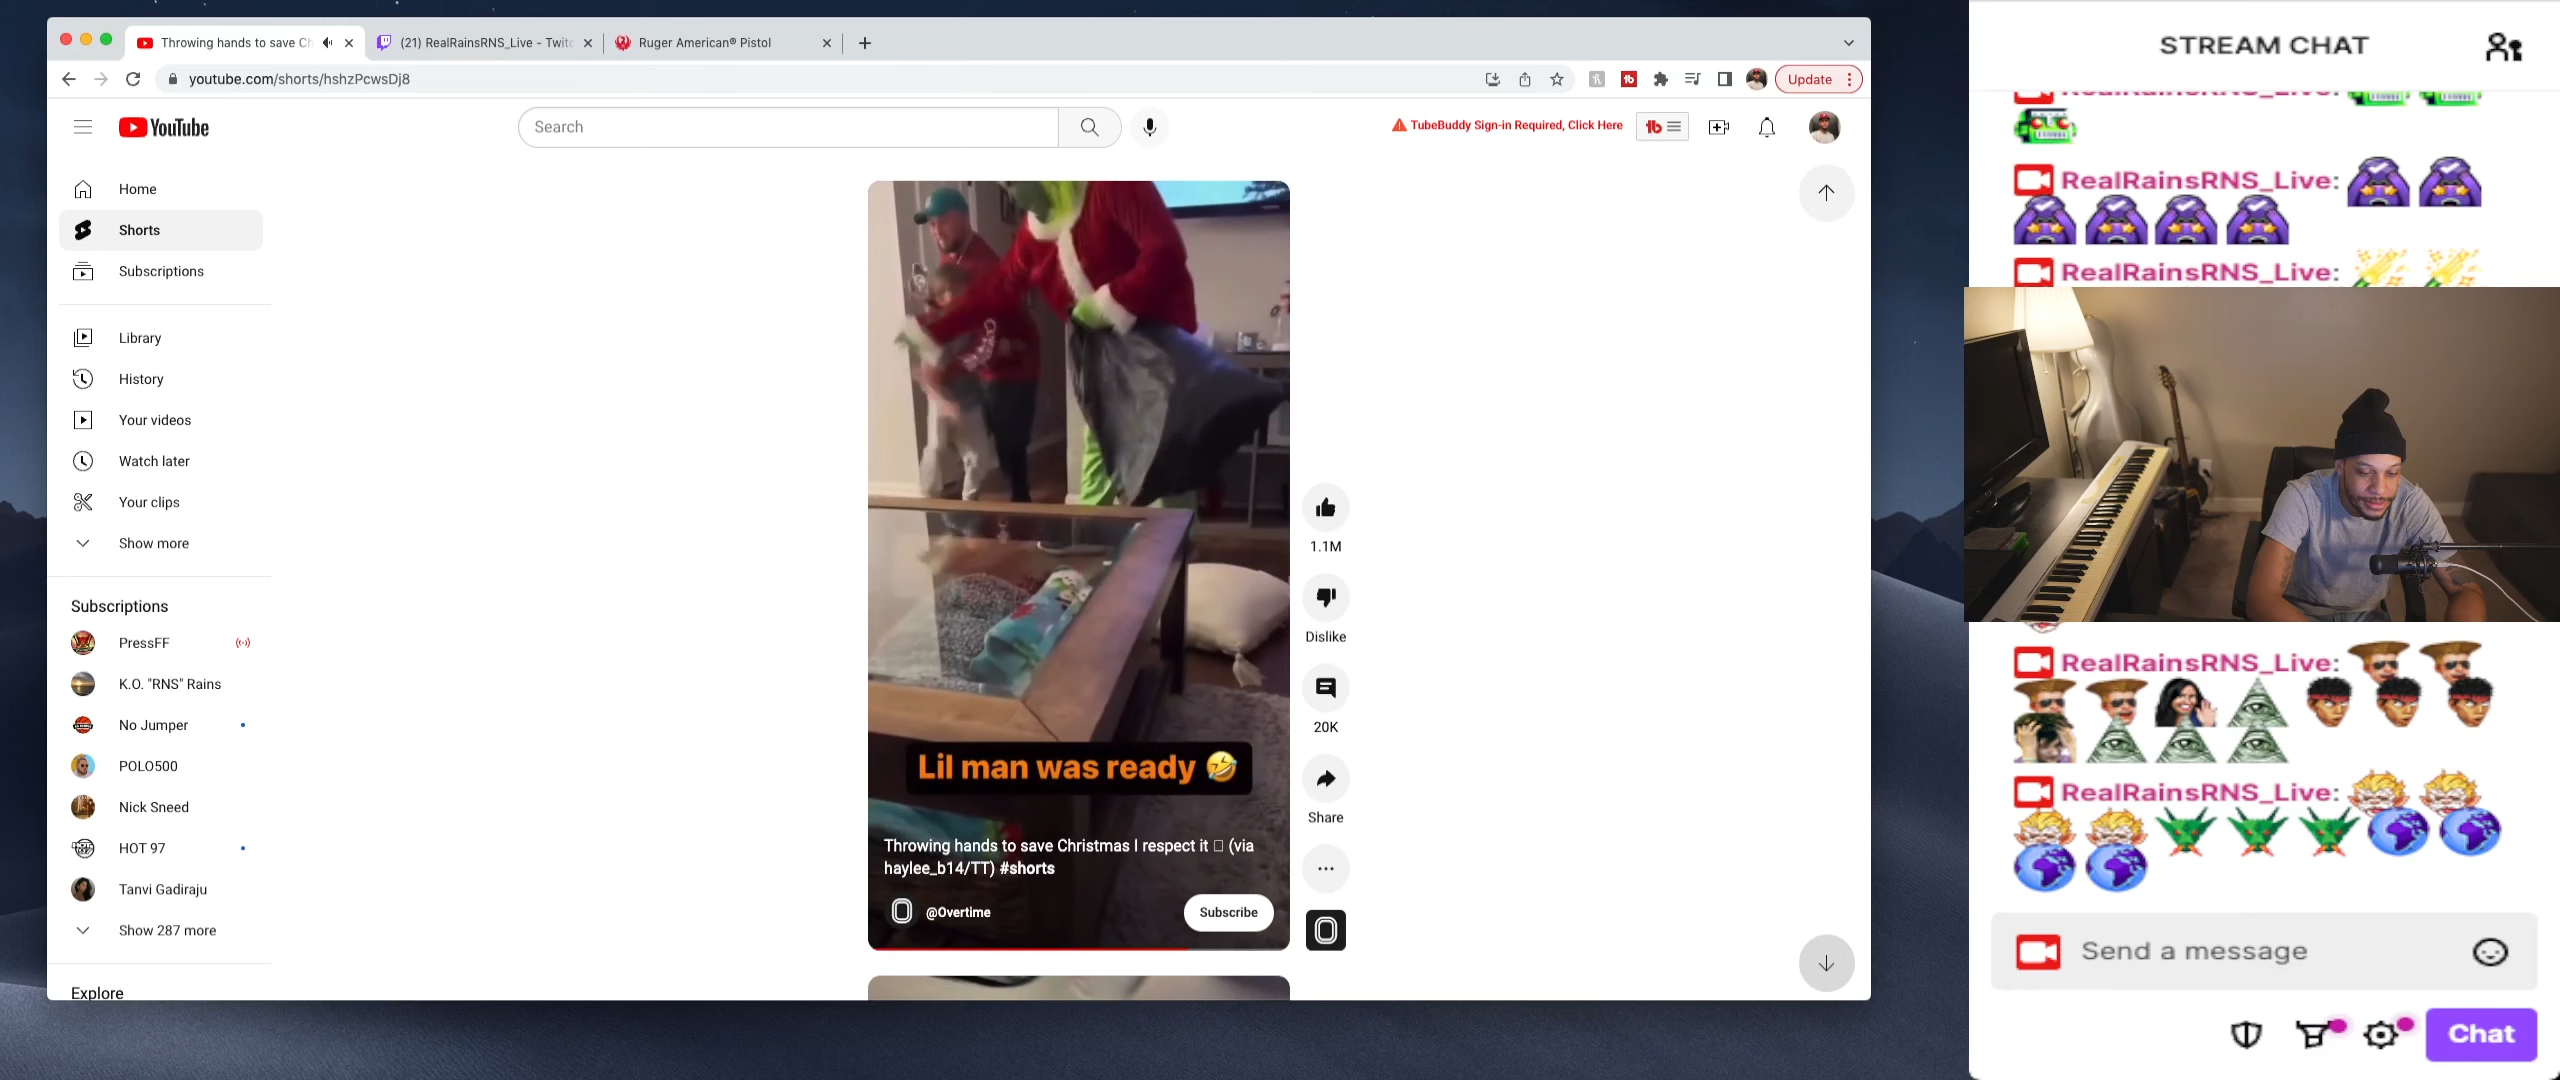 Throwing hands to save Ch
(21) RealRainsRNS_Live - Twitc
Ruger American® Pistol
youtube.com/shorts/hshzPcwsDj8
Update
YouTube
Search
TubeBuddy Sign-in Required, Click Here
Home
Shorts
Subscriptions
Library
History
Your videos
Watch later
Your clips
Show more
Subscriptions
PressFF
K.O. "RNS" Rains
No Jumper
POLO500
Nick Sneed
HOT 97
Tanvi Gadiraju
Show 287 more
Explore
Lil man was ready 🤣
Throwing hands to save Christmas I respect it (via
haylee_b14/TT) #shorts
@Overtime
Subscribe
1.1M
Dislike
20K
Share
STREAM CHAT
RealRainsRNS_Live:
RealRainsRNS_Live:
RealRainsRNS_Live:
RealRainsRNS_Live:
RealRainsRNS_Live:
Send a message
Chat